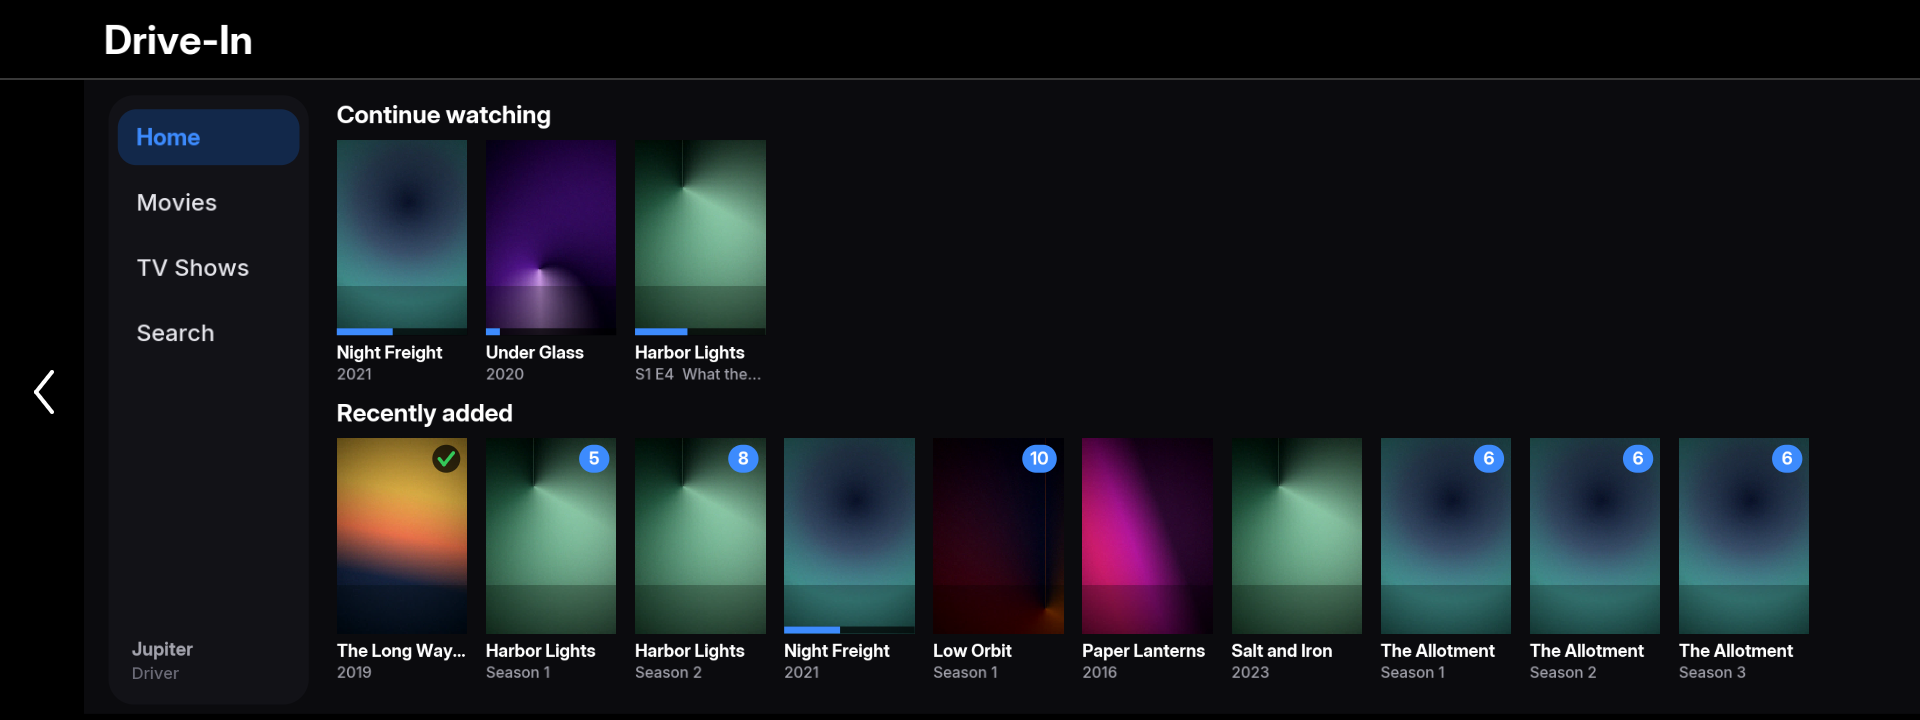 Drive-In
Home
Movies
TV Shows
Search
Jupiter
Driver
Continue watching
Night Freight
2021
Under Glass
2020
Harbor Lights
S1 E4 What the...
Recently added
The Long Way...
2019
5
Harbor Lights
Season 1
8
Harbor Lights
Season 2
Night Freight
2021
10
Low Orbit
Season 1
Paper Lanterns
2016
Salt and Iron
2023
6
The Allotment
Season 1
6
The Allotment
Season 2
6
The Allotment
Season 3